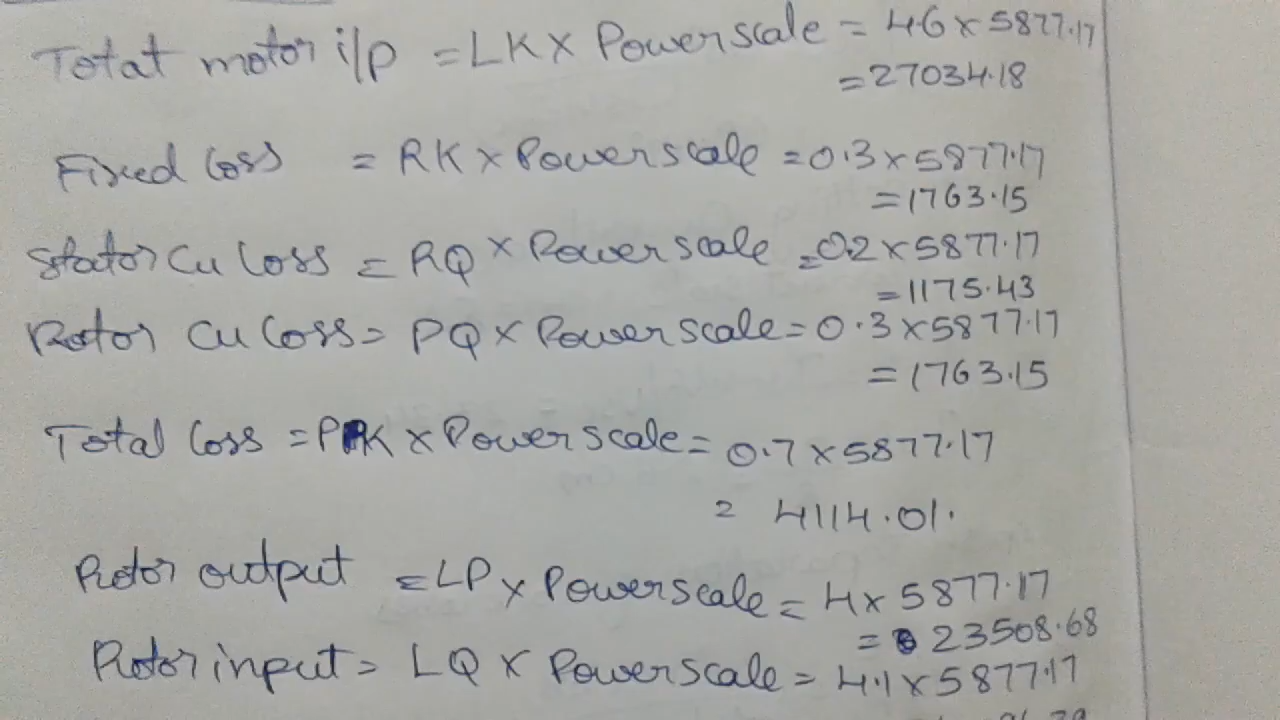 Total motor i/p = LK X Powerscale = 46 x 5877.17
= 27034.18
Fixed loss = RK x Powerscale = 0.3 x 5877.17
= 1763.15
Stator Cu loss = RQ x Powerscale = 0.2 x 5877.17
= 1175.43
Rotor Cu loss = PQ x Powerscale = 0.3 x 5877.17
= 1763.15
Total loss = PK x Powerscale = 0.7 x 5877.17
= 4114.01.
Rotor output = LP x Powerscale = 4 x 5877.17
= 23508.68
Rotor input = LQ x Powerscale = 4.1 x 5877.17